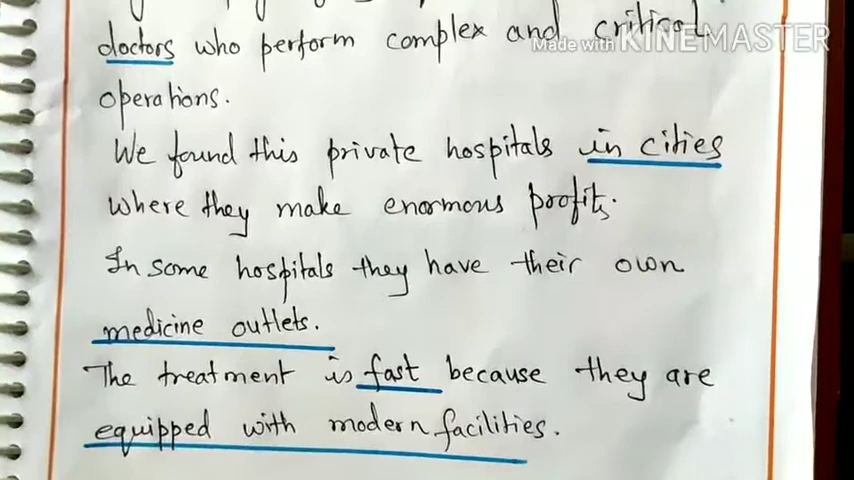 doctors who perform complex and critical
Made with KINEMASTER
operations.
We found this private hospitals in cities
where they make enormous profits.
In some hospitals they have their own
medicine outlets.
The treatment is fast because they are
equipped with modern facilities.